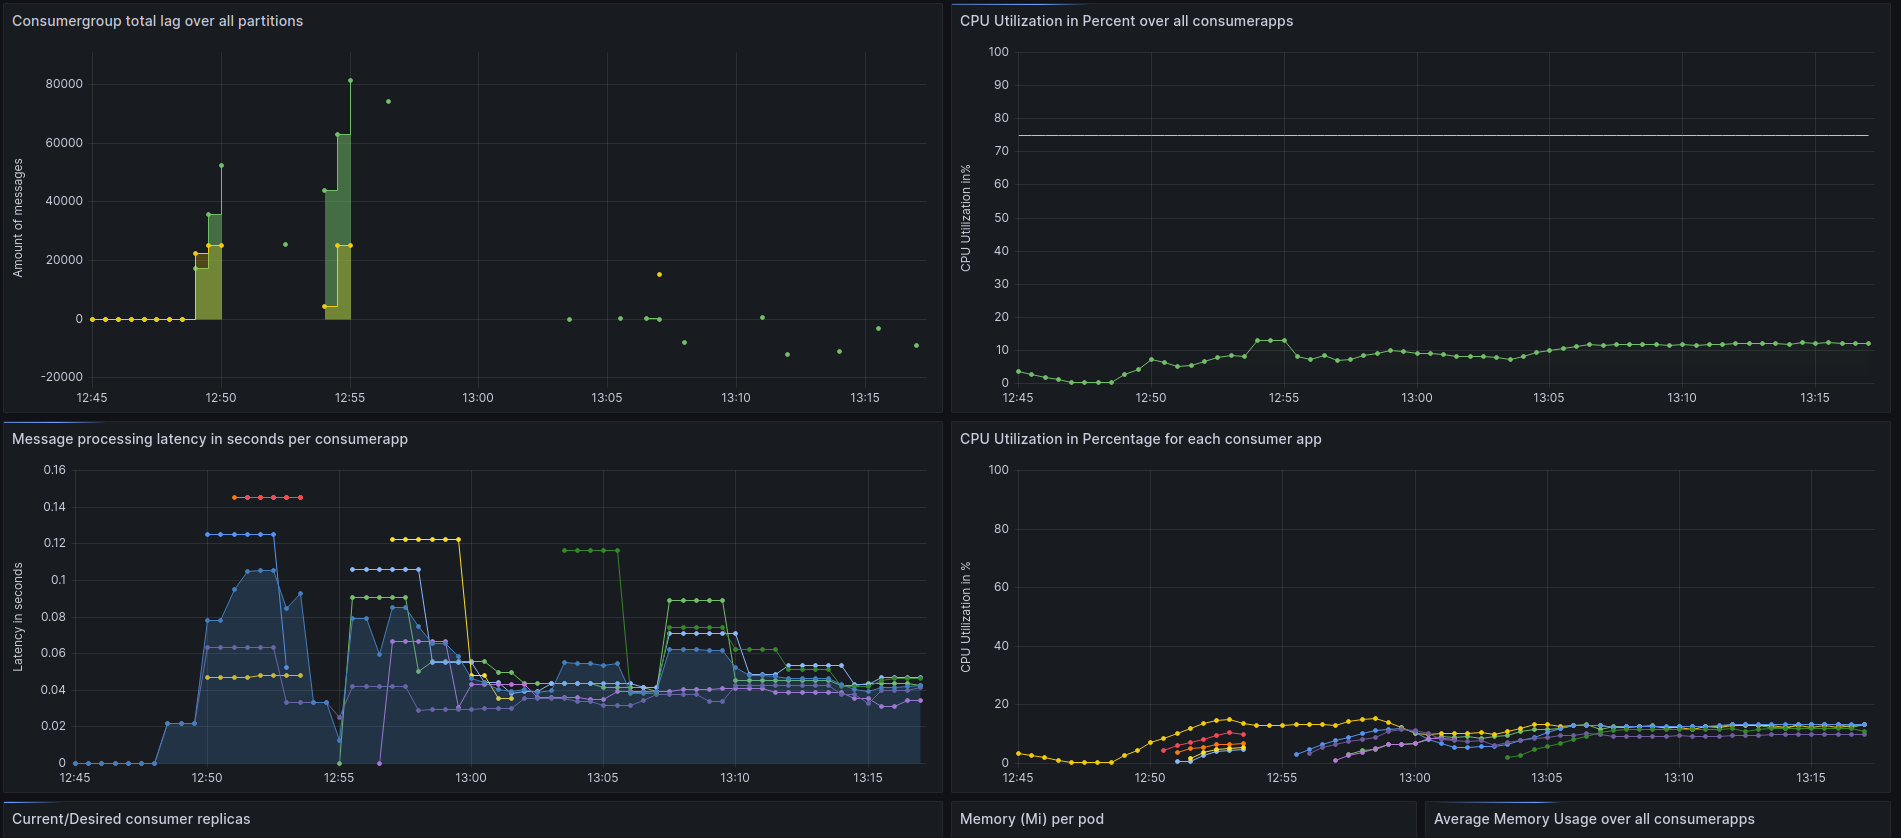 Consumergroup total lag over all partitions
Amount of messages
80000
60000
40000
20000
0
-20000
12:45 12:50 12:55 13:00 13:05 13:10 13:15
CPU Utilization in Percent over all consumerapps
CPU Utilization in%
100
90
80
70
60
50
40
30
20
10
0
12:45 12:50 12:55 13:00 13:05 13:10 13:15
Message processing latency in seconds per consumerapp
Latency in seconds
0.16
0.14
0.12
0.1
0.08
0.06
0.04
0.02
0
12:45 12:50 12:55 13:00 13:05 13:10 13:15
CPU Utilization in Percentage for each consumer app
CPU Utilization in %
100
80
60
40
20
0
12:45 12:50 12:55 13:00 13:05 13:10 13:15
Current/Desired consumer replicas
Memory (Mi) per pod
Average Memory Usage over all consumerapps